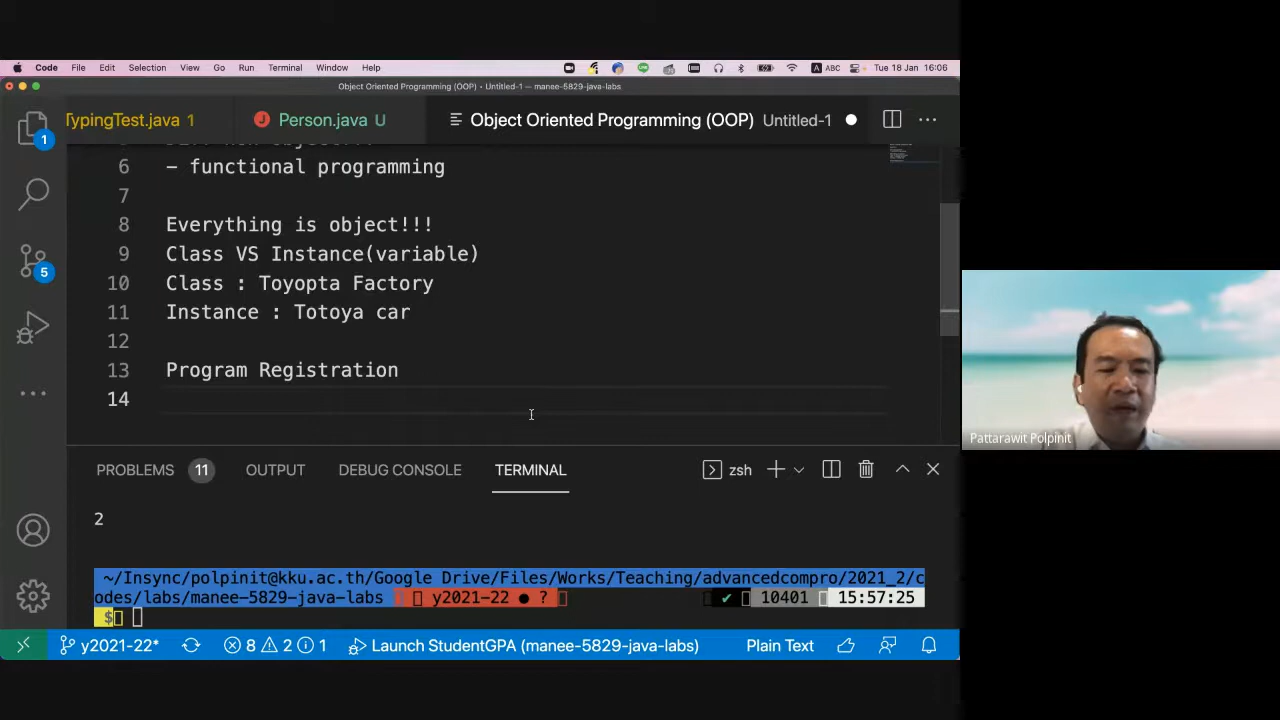 Code File Edit Selection View Go Run Terminal Window Help ABC Tue 18 Jan 16:06
Object Oriented Programming (OOP) • Untitled-1 — manee-5829-java-labs
TypingTest.java 1 Person.java U Object Oriented Programming (OOP) Untitled-1
6 - functional programming
7
8 Everything is object!!!
9 Class VS Instance(variable)
10 Class : Toyopta Factory
11 Instance : Totoya car
12
13 Program Registration
14
PROBLEMS 11 OUTPUT DEBUG CONSOLE TERMINAL zsh
2
~/Insync/polpinit@kku.ac.th/Google Drive/Files/Works/Teaching/advancedcompro/2021_2/c
odes/labs/manee-5829-java-labs y2021-22 ● ? ✔ 10401 15:57:25
$
y2021-22* 8 2 1 Launch StudentGPA (manee-5829-java-labs) Plain Text
1
5
Pattarawit Polpinit